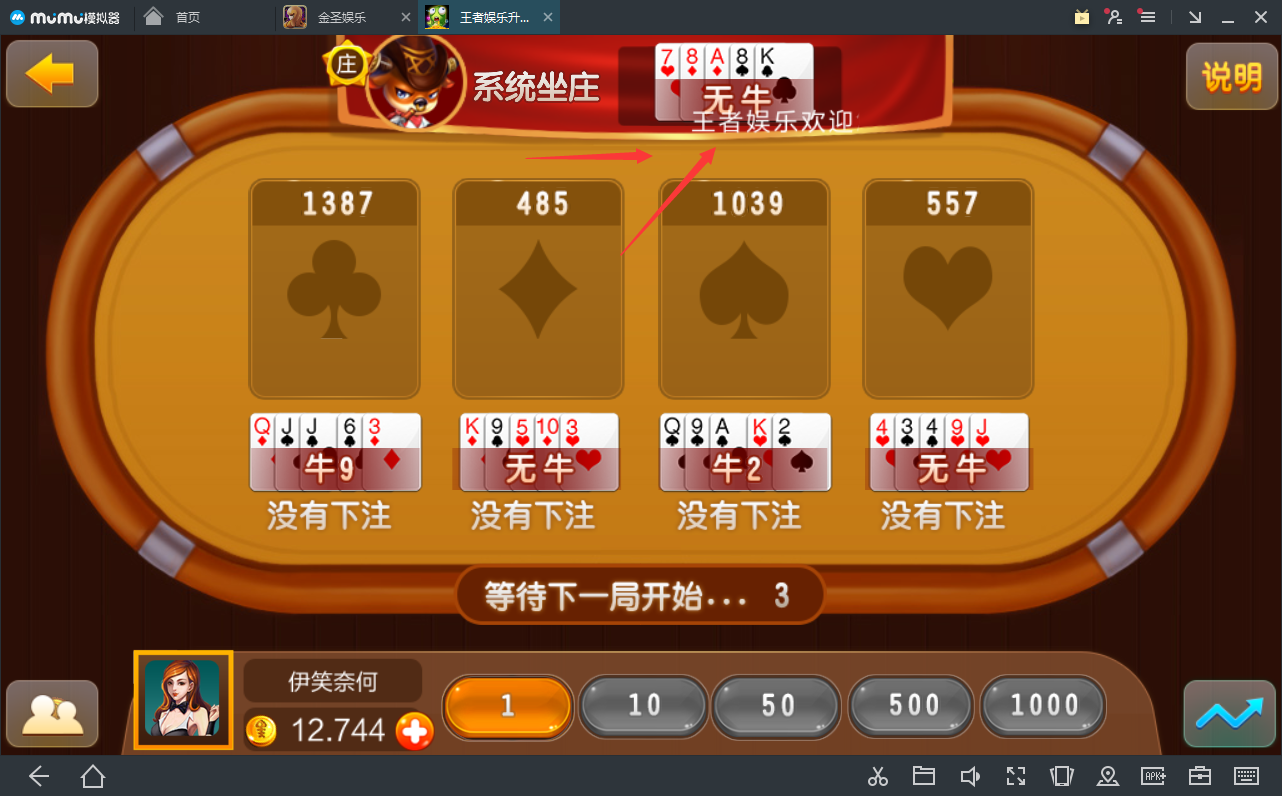 MuMu模拟器 首页 金圣娱乐 王者娱乐升...
庄 系统坐庄
7 8 A 8 K
无牛
王者娱乐欢迎
说明
1387 485 1039 557
Q J J 6 3
牛9
没有下注
K 9 5 10 3
无牛
没有下注
Q 9 A K 2
牛2
没有下注
4 3 4 9 J
无牛
没有下注
等待下一局开始... 3
伊笑奈何
12.744
1 10 50 500 1000
APK